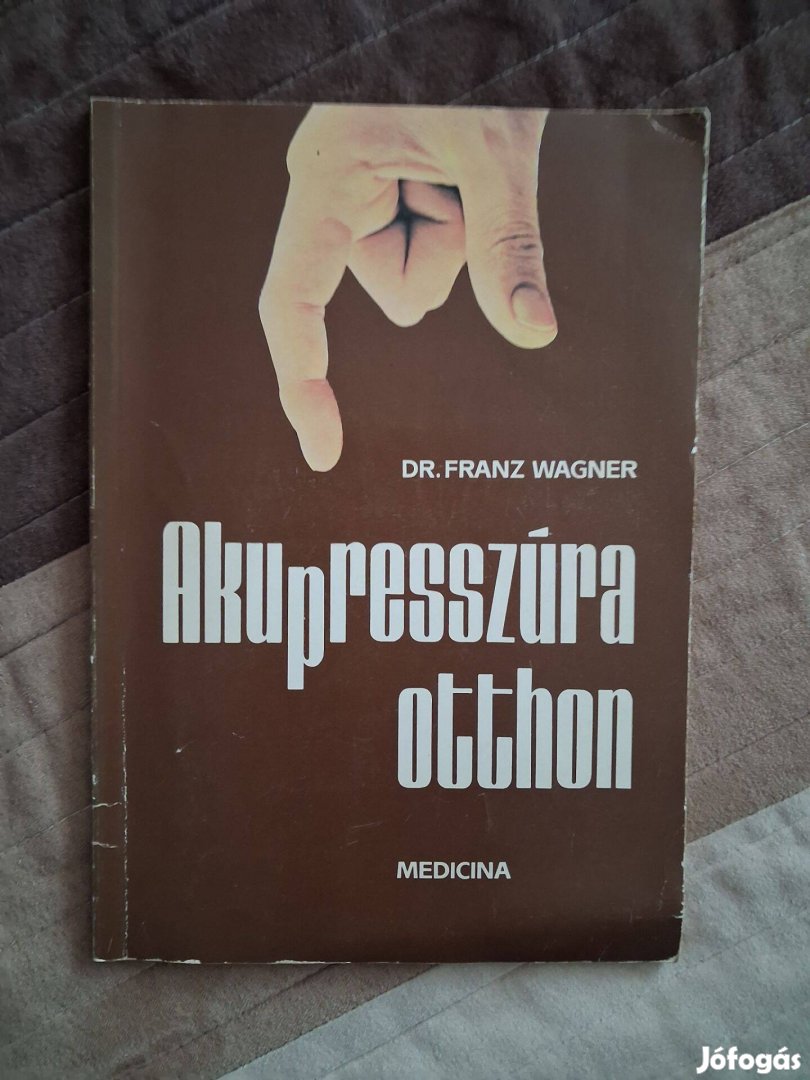 DR. FRANZ WAGNER
Akupresszúra
otthon
MEDICINA
Jófogás